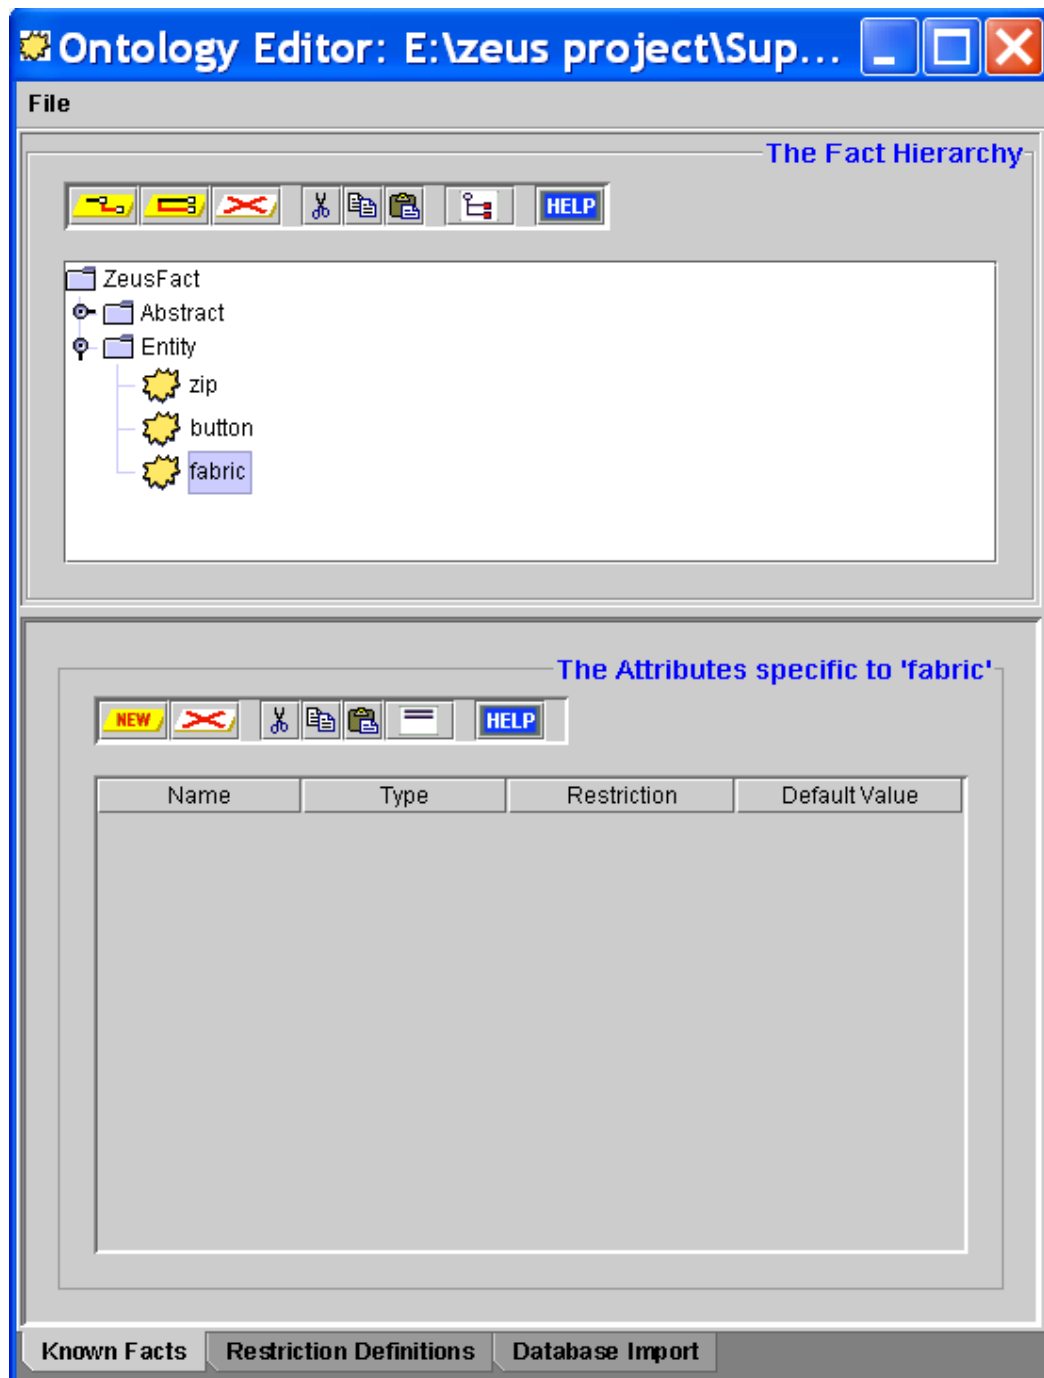 Ontology Editor: E:\zeus project\Sup...
File
The Fact Hierarchy
HELP
ZeusFact
Abstract
Entity
zip
button
fabric
The Attributes specific to 'fabric'
NEW HELP
Name Type Restriction Default Value
Known Facts Restriction Definitions Database Import